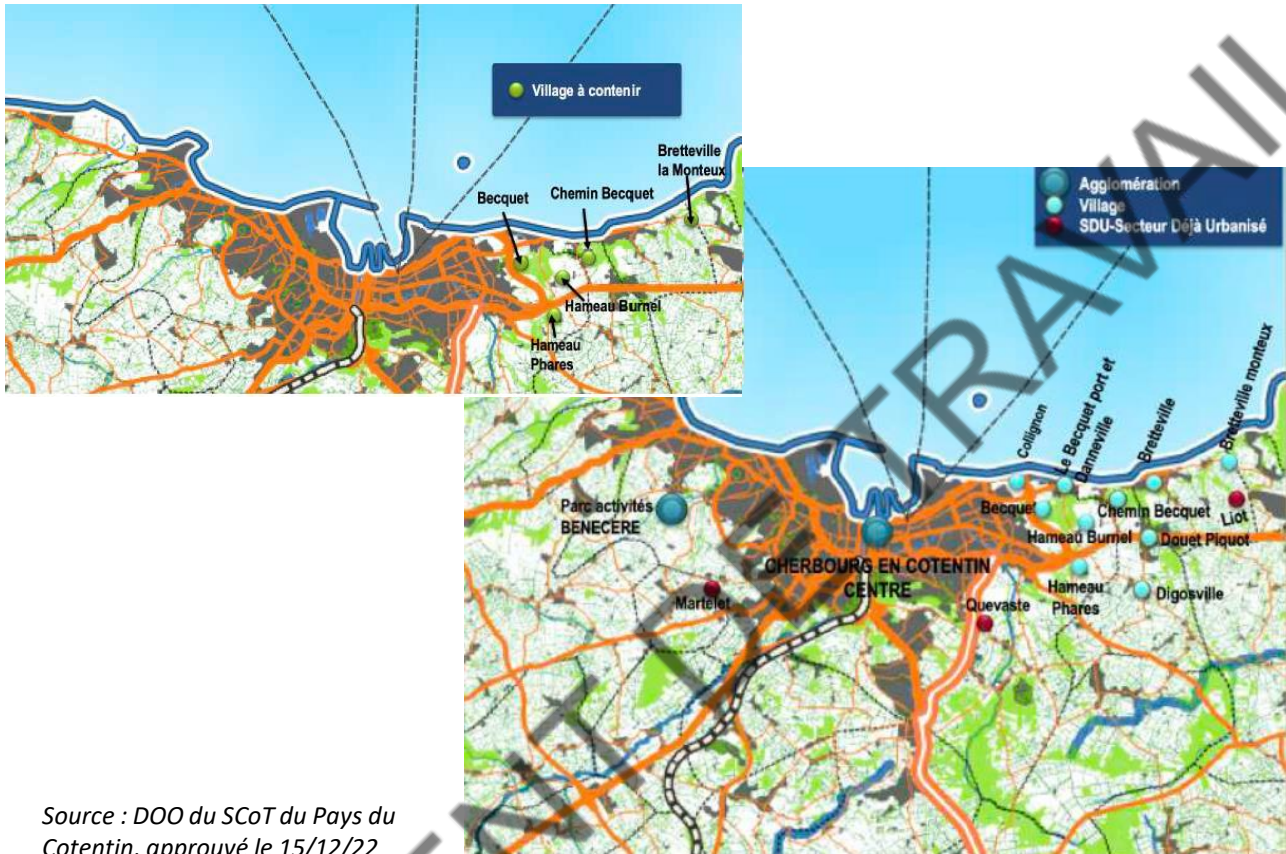 Village à contenir
Bretteville
la Monteux
Becquet
Chemin Becquet
Hameau Burnel
Hameau
Phares
Agglomération
Village
SDU-Secteur Déjà Urbanisé
Collignon
Le Becquet port et
Danneville
Bretteville
Bretteville monteux
Parc activités
BENECERE
Becquet
Chemin Becquet
Liot
Hameau Burnel
Douet Piquot
CHERBOURG EN COTENTIN
CENTRE
Martelet
Quevaste
Hameau
Phares
Digosville
Source : DOO du SCoT du Pays du
Cotentin, approuvé le 15/12/22
ENT DE TRAVAIL